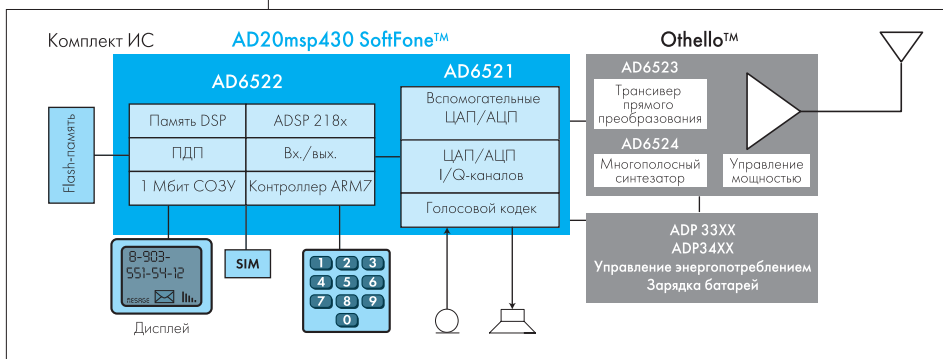 Комплект ИС
AD20msp430 SoftFone™
Othello™
AD6522
AD6521
AD6523
Flash-память
Память DSP
ADSP 218x
ПДП
Вх./вых.
1 Мбит СОЗУ
Контроллер ARM7
Вспомогательные
ЦАП/АЦП
ЦАП/АЦП
I/Q-каналов
Голосовой кодек
Трансивер
прямого
преобразования
AD6524
Многополосный
синтезатор
Управление
мощностью
ADP 33XX
ADP34XX
Управление энергопотреблением
Зарядка батарей
8-903-
551-54-12
MESAGE
Дисплей
SIM
1 2 3
4 5 6
7 8 9
0